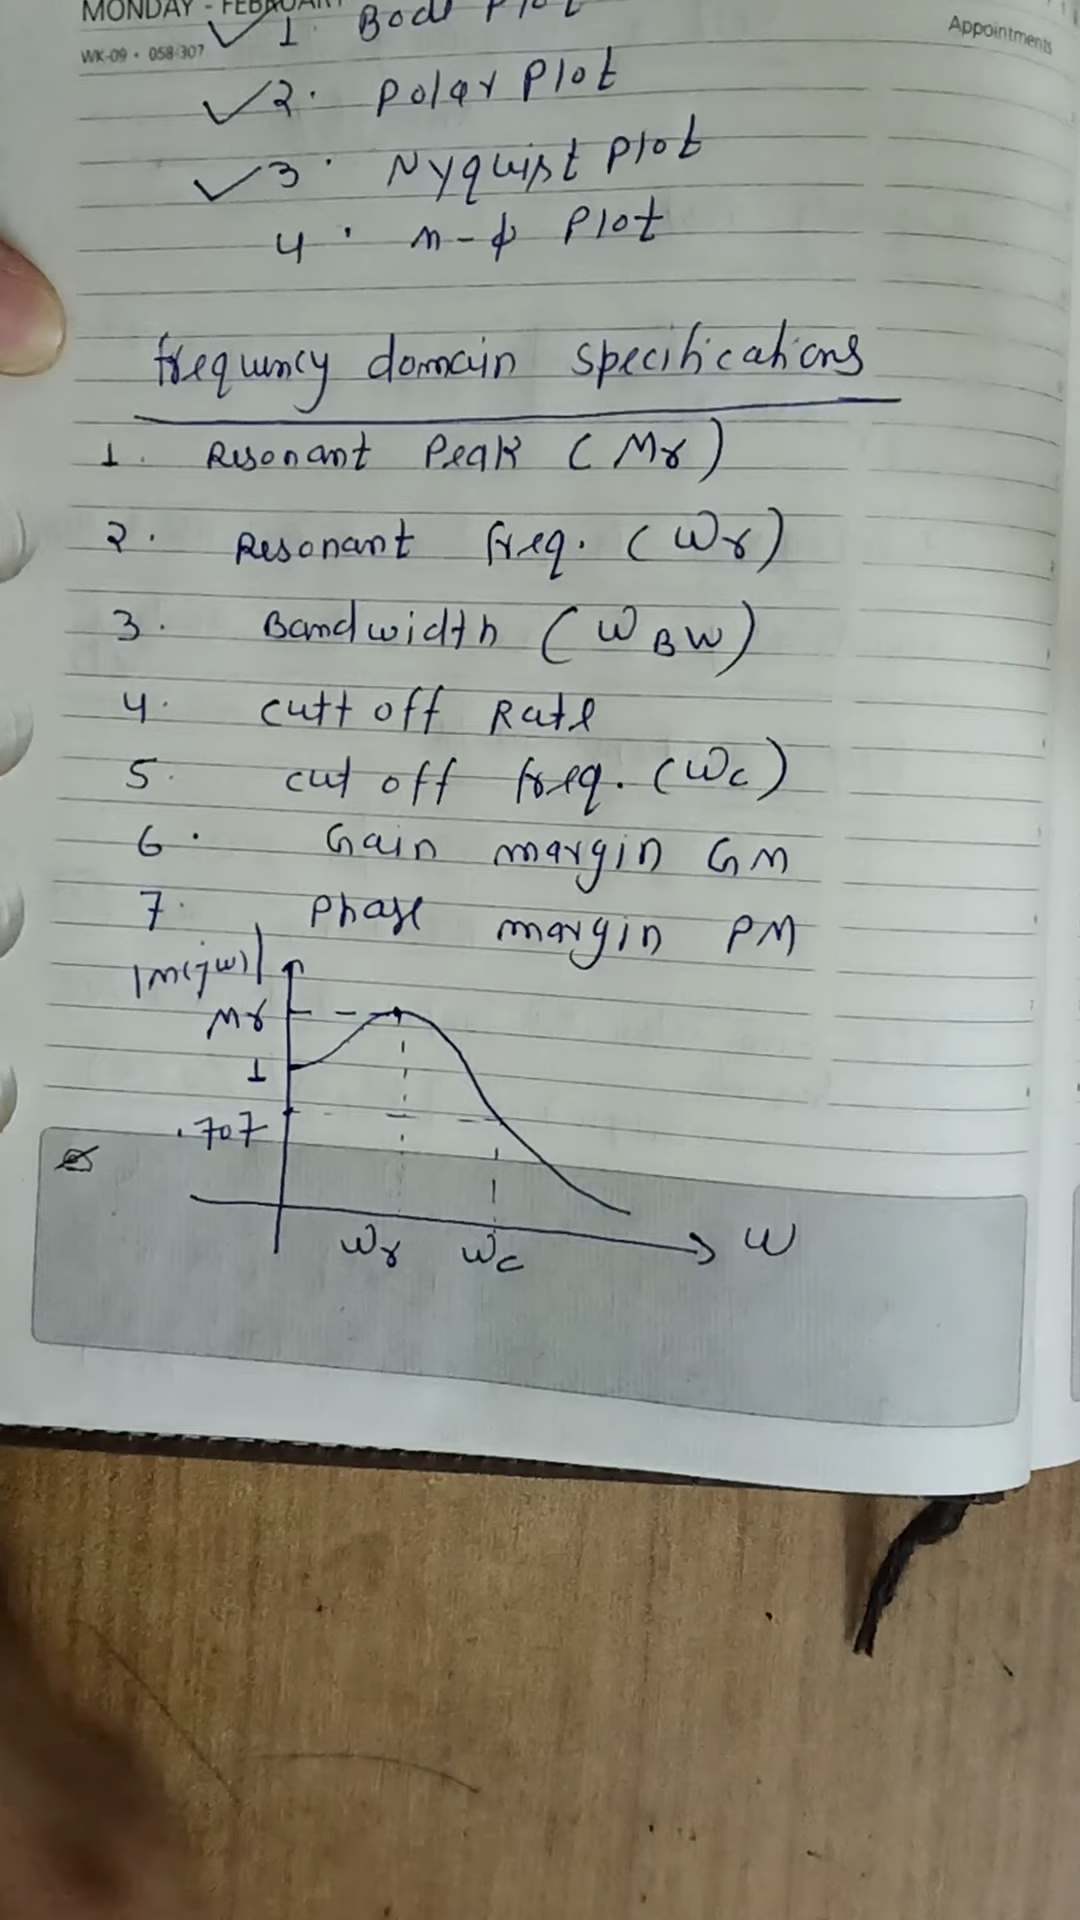 MONDAY - FEBRUARY
Appointments
WK-09 • 058-307
1. Bode Plot
2. Polar Plot
3. Nyquist Plot
4. M-φ Plot
frequency domain specifications
1. Resonant Peak (Mr)
2. Resonant freq. (ωr)
3. Bandwidth (ωBW)
4. Cutt off Rate
5. cut off freq. (ωc)
6. Gain margin GM
7. Phase margin PM
|M(jω)|
Mr
1
.707
ωr ωc ω